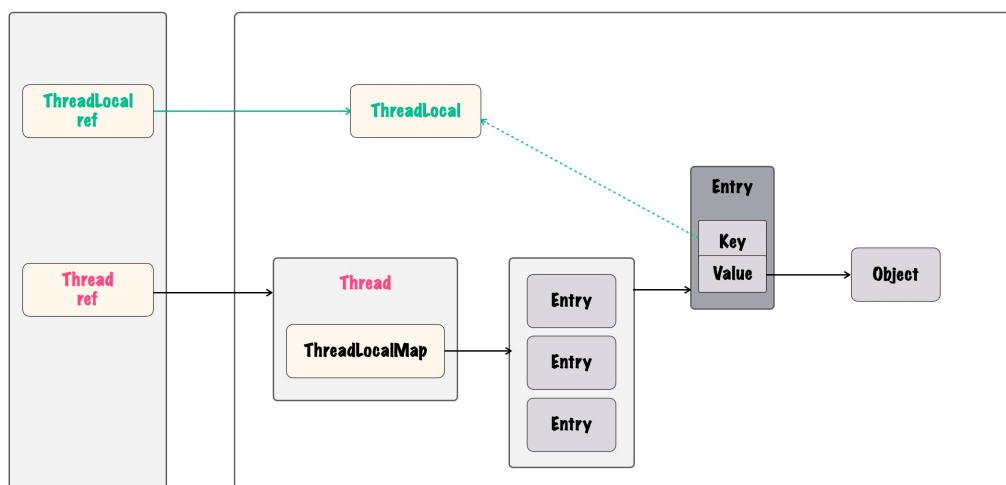 ThreadLocal
ref
ThreadLocal
Entry
Key
Value
Object
Thread
ref
Thread
ThreadLocalMap
Entry
Entry
Entry